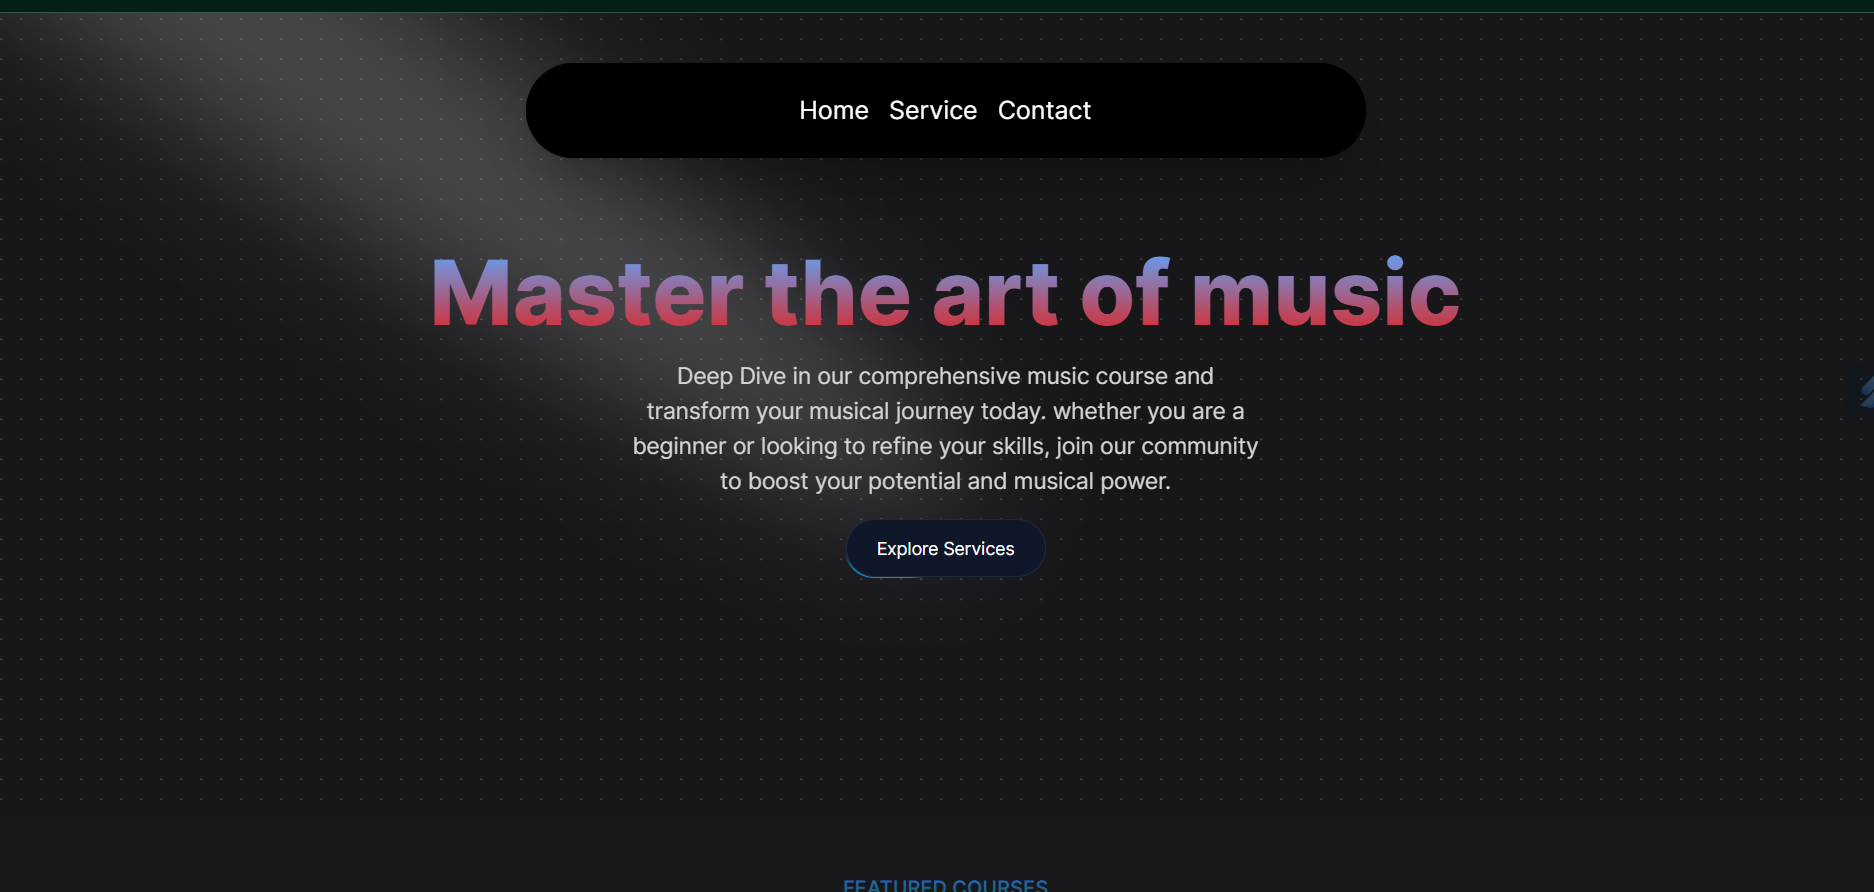 Home Service Contact
Master the art of music
Deep Dive in our comprehensive music course and
transform your musical journey today. whether you are a
beginner or looking to refine your skills, join our community
to boost your potential and musical power.
Explore Services
FEATURED COURSES